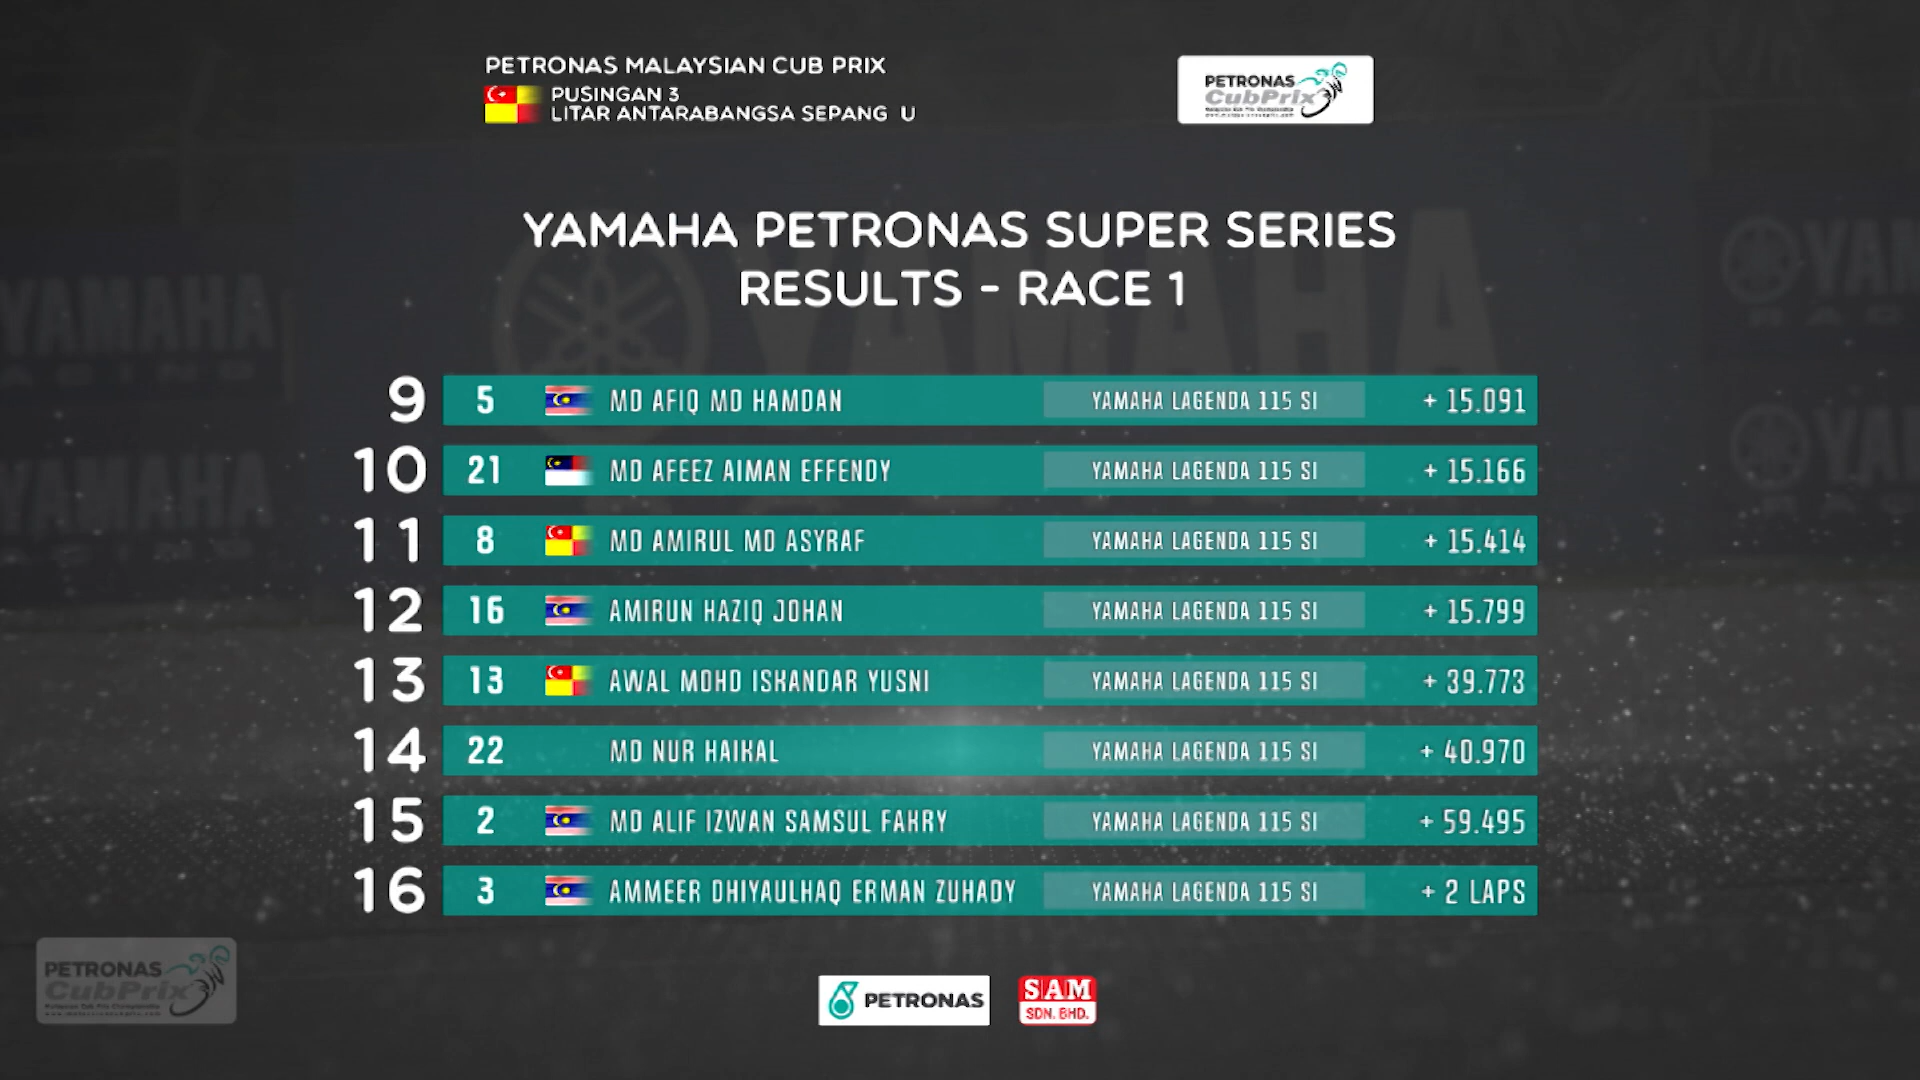 PETRONAS MALAYSIAN CUB PRIX
PUSINGAN 3
LITAR ANTARABANGSA SEPANG U
PETRONAS
CubPrix
YAMAHA PETRONAS SUPER SERIES
RESULTS - RACE 1
9 5 MD AFIQ MD HAMDAN YAMAHA LAGENDA 115 SI + 15.091
10 21 MD AFEEZ AIMAN EFFENDY YAMAHA LAGENDA 115 SI + 15.166
11 8 MD AMIRUL MD ASYRAF YAMAHA LAGENDA 115 SI + 15.414
12 16 AMIRUN HAZIQ JOHAN YAMAHA LAGENDA 115 SI + 15.799
13 13 AWAL MOHD ISKANDAR YUSNI YAMAHA LAGENDA 115 SI + 39.773
14 22 MD NUR HAIKAL YAMAHA LAGENDA 115 SI + 40.970
15 2 MD ALIF IZWAN SAMSUL FAKRY YAMAHA LAGENDA 115 SI + 59.495
16 3 AMMEER DHIYAULHAQ ERMAN ZUHADY YAMAHA LAGENDA 115 SI + 2 LAPS
YAMAHA
YAMAHA
YAMAHA
PETRONAS
CubPrix
PETRONAS
SAM
SDN. BHD.